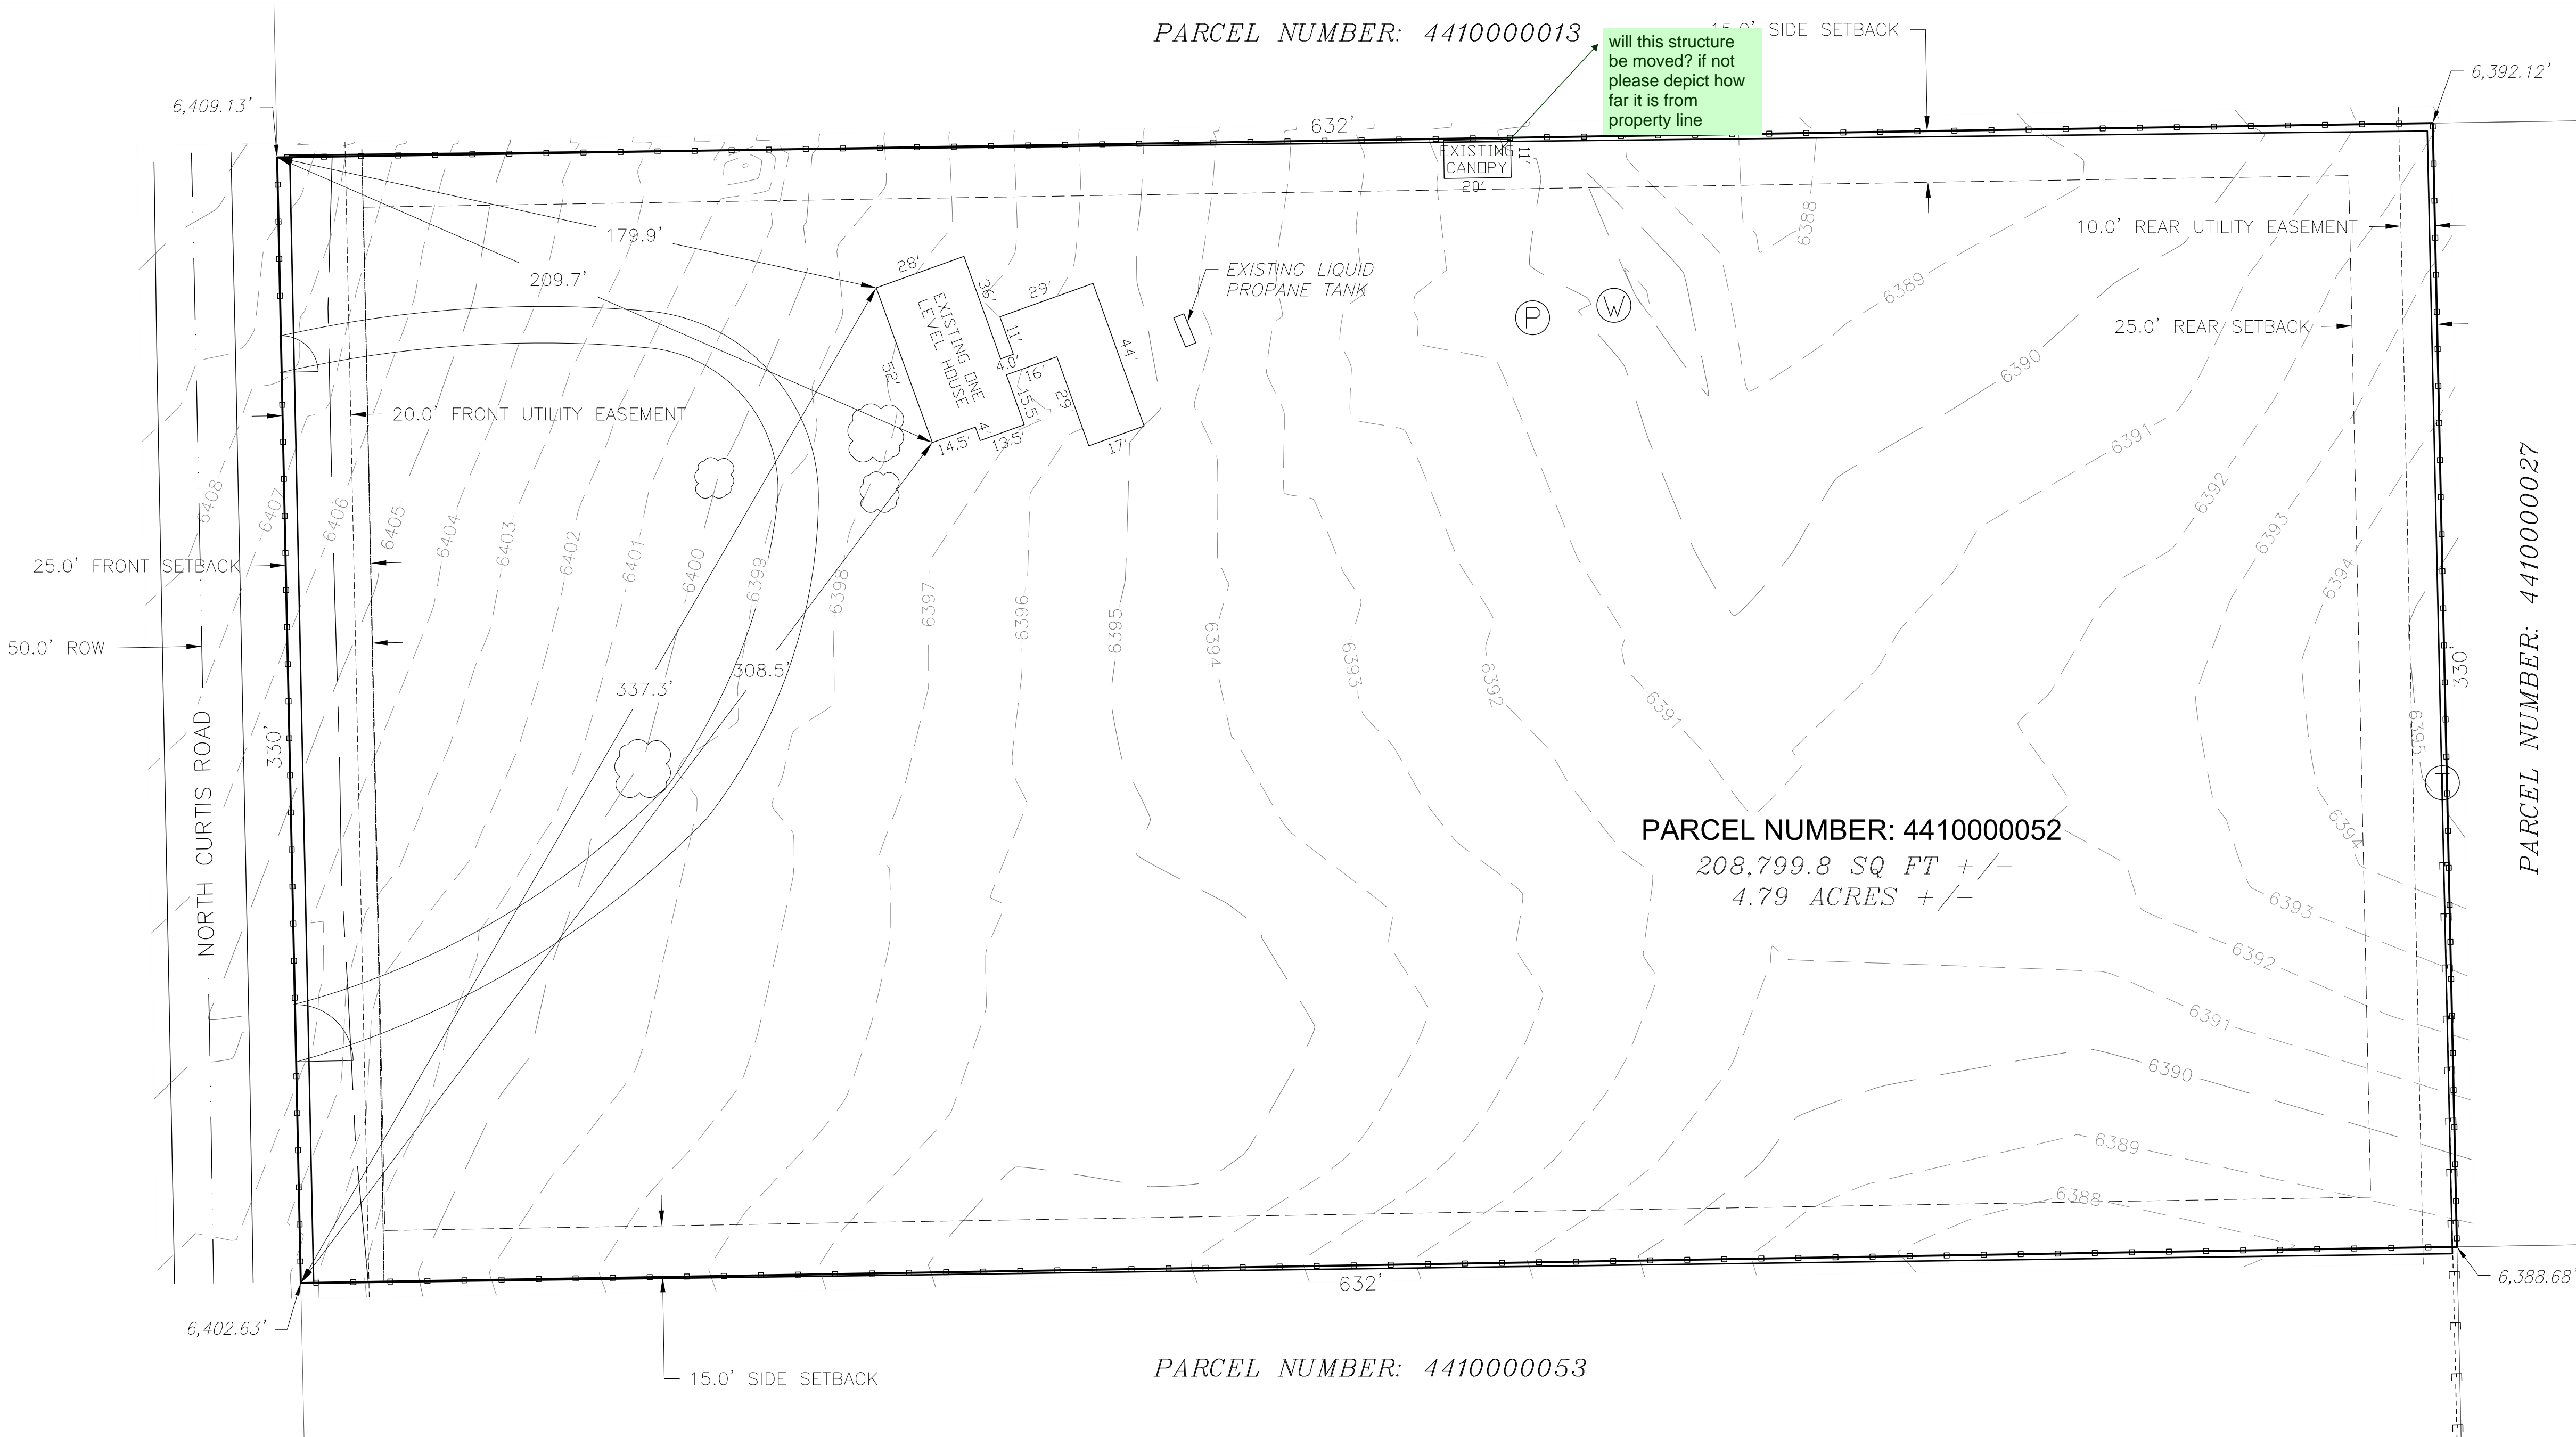 PARCEL NUMBER: 4410000013
15.0' SIDE SETBACK
will this structure
be moved? if not
please depict how
far it is from
property line
6,392.12'
6,409.13'
632'
EXISTING
CANOPY
11'
20'
6388
10.0' REAR UTILITY EASEMENT
179.9'
209.7'
28'
36'
29'
EXISTING LIQUID
PROPANE TANK
6389
P
W
25.0' REAR SETBACK
EXISTING ONE
LEVEL HOUSE
11'
44'
4.0'
16'
52'
15.5'
29'
6390
20.0' FRONT UTILITY EASEMENT
14.5'
4'
13.5'
17'
6391
6392
6393
6394
6408
6407
6406
6405
6404
6403
6402
6401
6400
6399
6398
6397
6396
6395
6394
6393
6392
6391
25.0' FRONT SETBACK
50.0' ROW
330'
NORTH CURTIS ROAD
337.3'
308.5'
330'
6395
T
PARCEL NUMBER: 4410000027
PARCEL NUMBER: 4410000052
208,799.8 SQ FT +/-
4.79 ACRES +/-
6394
6393
6392
6391
6390
6389
6388
632'
6,388.68'
6,402.63'
15.0' SIDE SETBACK
PARCEL NUMBER: 4410000053